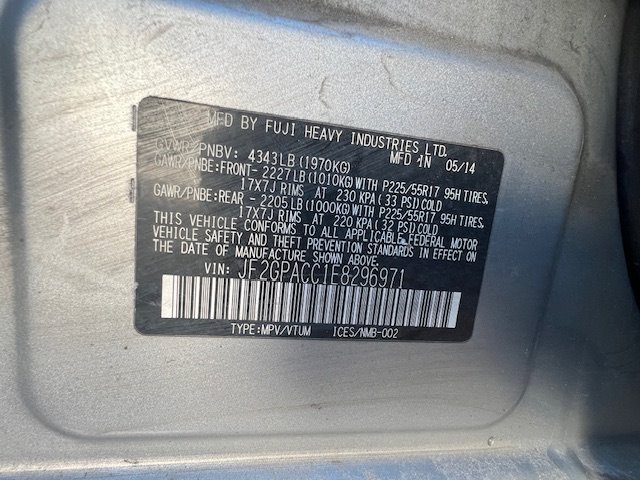 MFD BY FUJI HEAVY INDUSTRIES LTD.
GVWR/PNBV: 4343LB(1970KG) MFD IN 05/14
GAWR/PNBE:FRONT- 2227LB(1010KG)WITH P225/55R17 95H TIRES,
17X7J RIMS AT 230 KPA(33 PSI)COLD
GAWR/PNBE:REAR - 2205LB(1000KG)WITH P225/55R17 95H TIRES,
17X7J RIMS AT 220 KPA(32 PSI)COLD
THIS VEHICLE CONFORMS TO ALL APPLICABLE FEDERAL MOTOR
VEHICLE SAFETY AND THEFT PREVENTION STANDARDS IN EFFECT ON
THE DATE OF MANUFACTURE SHOWN ABOVE.
VIN: JF2GPACC1E8296971
TYPE:MPV/VTUM ICES/NMB-002